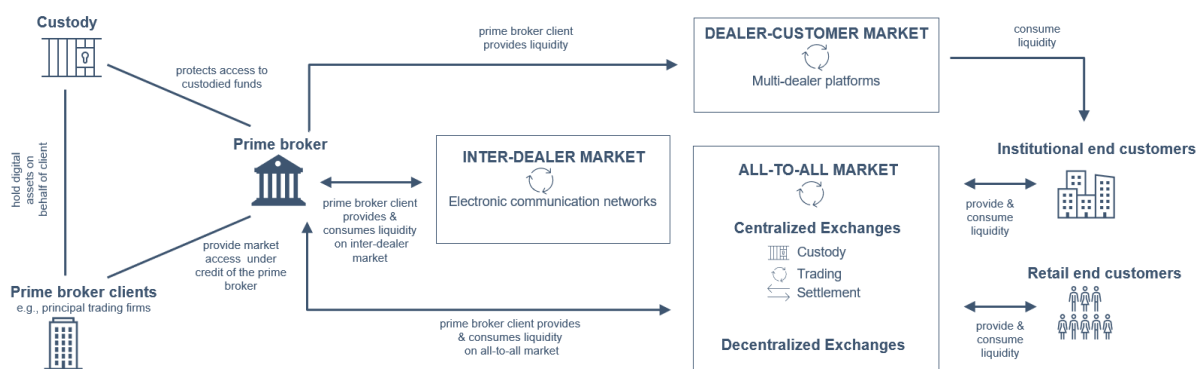 Custody
protects access to
custodied funds
hold digital
assets on
behalf of client
Prime broker
provide market
access under
credit of the prime
broker
Prime broker clients
e.g., principal trading firms
prime broker client
provides liquidity
DEALER-CUSTOMER MARKET
Multi-dealer platforms
consume
liquidity
INTER-DEALER MARKET
Electronic communication networks
prime broker client
provides &
consumes liquidity
on inter-dealer
market
prime broker client provides
& consumes liquidity
on all-to-all market
ALL-TO-ALL MARKET
Centralized Exchanges
Custody
Trading
Settlement
Decentralized Exchanges
Institutional end customers
provide &
consume
liquidity
Retail end customers
provide &
consume
liquidity